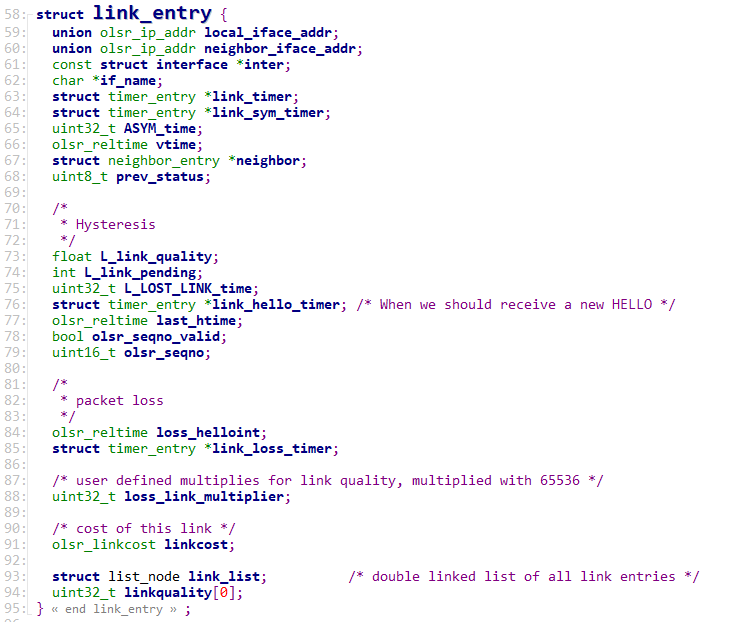 58: struct link_entry {
59: union olsr_ip_addr local_iface_addr;
60: union olsr_ip_addr neighbor_iface_addr;
61: const struct interface *inter;
62: char *if_name;
63: struct timer_entry *link_timer;
64: struct timer_entry *link_sym_timer;
65: uint32_t ASYM_time;
66: olsr_reltime vtime;
67: struct neighbor_entry *neighbor;
68: uint8_t prev_status;
69:
70: /*
71: * Hysteresis
72: */
73: float L_link_quality;
74: int L_link_pending;
75: uint32_t L_LOST_LINK_time;
76: struct timer_entry *link_hello_timer; /* When we should receive a new HELLO */
77: olsr_reltime last_htime;
78: bool olsr_seqno_valid;
79: uint16_t olsr_seqno;
80:
81: /*
82: * packet loss
83: */
84: olsr_reltime loss_helloint;
85: struct timer_entry *link_loss_timer;
86:
87: /* user defined multiplies for link quality, multiplied with 65536 */
88: uint32_t loss_link_multiplier;
89:
90: /* cost of this link */
91: olsr_linkcost linkcost;
92:
93: struct list_node link_list; /* double linked list of all link entries */
94: uint32_t linkquality[0];
95: } « end link_entry » ;